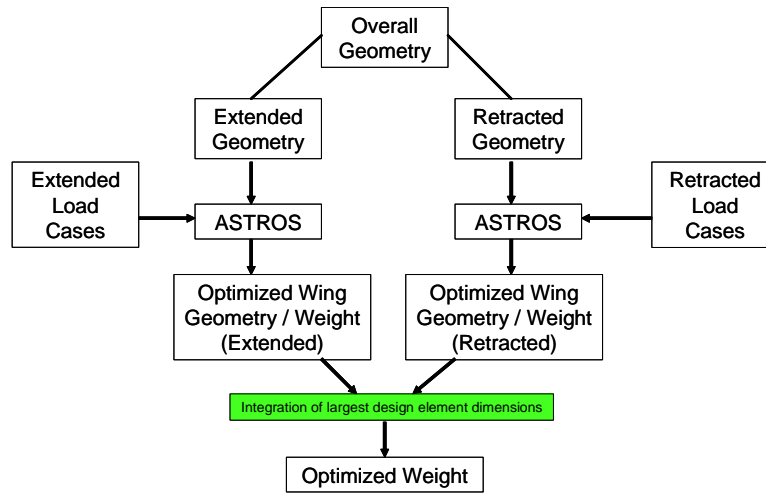 Overall
Geometry
Extended
Geometry
Retracted
Geometry
Extended
Load
Cases
ASTROS
ASTROS
Retracted
Load
Cases
Optimized Wing
Geometry / Weight
(Extended)
Optimized Wing
Geometry / Weight
(Retracted)
Integration of largest design element dimensions
Optimized Weight